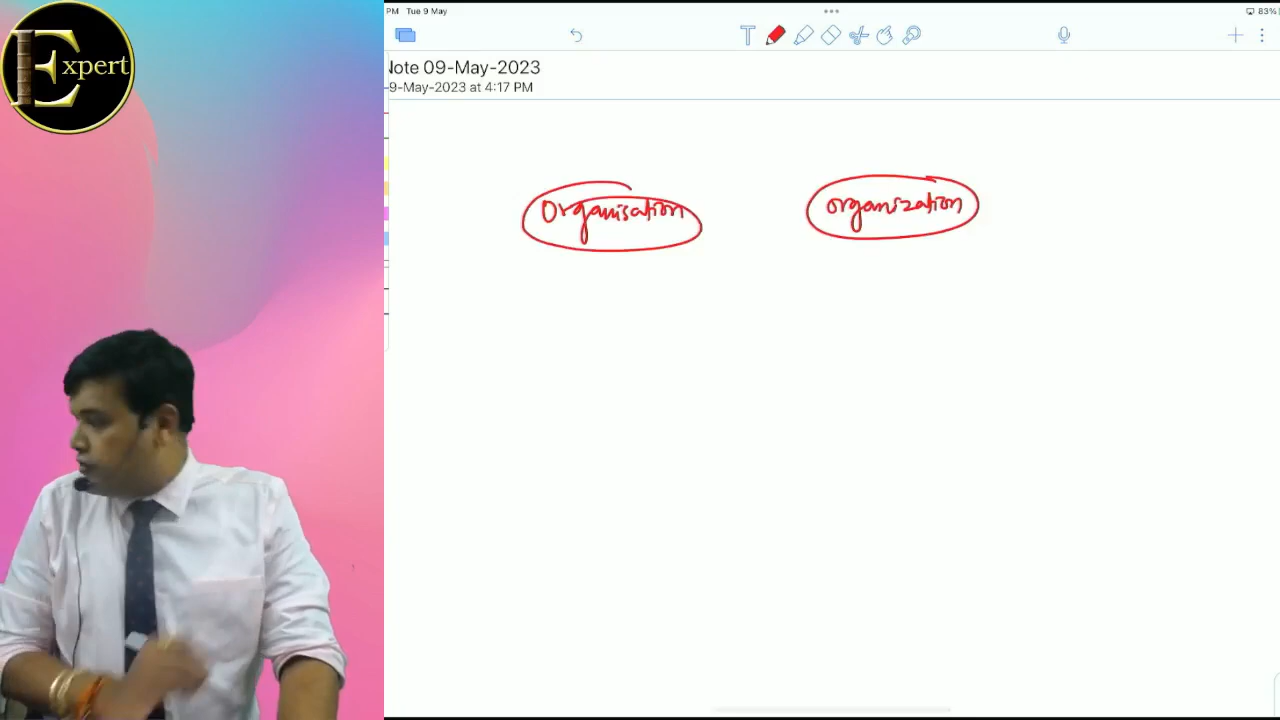 Expert
PM Tue 9 May
83%
Note 09-May-2023
9-May-2023 at 4:17 PM
Organisation
organization